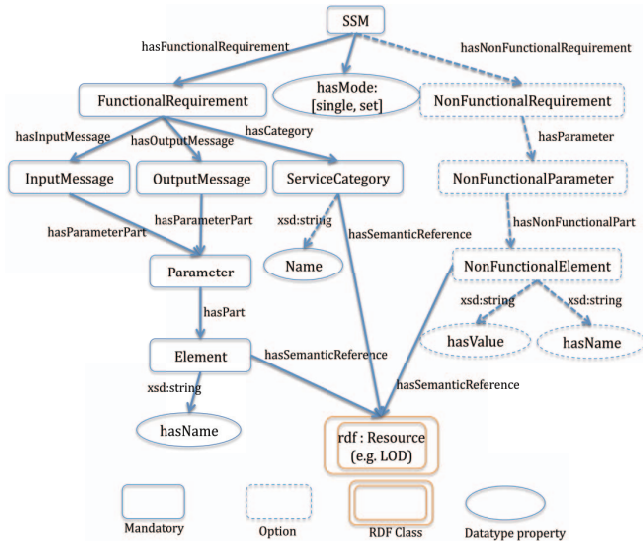 SSM
hasFunctionalRequirement
hasNonFunctionalRequirement
hasMode:
[single, set]
FunctionalRequirement
NonFunctionalRequirement
hasInputMessage
hasOutputMessage
hasCategory
hasParameter
InputMessage
OutputMessage
ServiceCategory
NonFunctionalParameter
hasParameterPart
hasParameterPart
xsd:string
hasSemanticReference
hasNonFunctionalPart
Parameter
Name
NonFunctionalElement
hasPart
xsd:string
xsd:string
Element
hasSemanticReference
hasValue
hasName
xsd:string
hasSemanticReference
hasName
rdf : Resource
(e.g. LOD)
Mandatory
Option
RDF Class
Datatype property